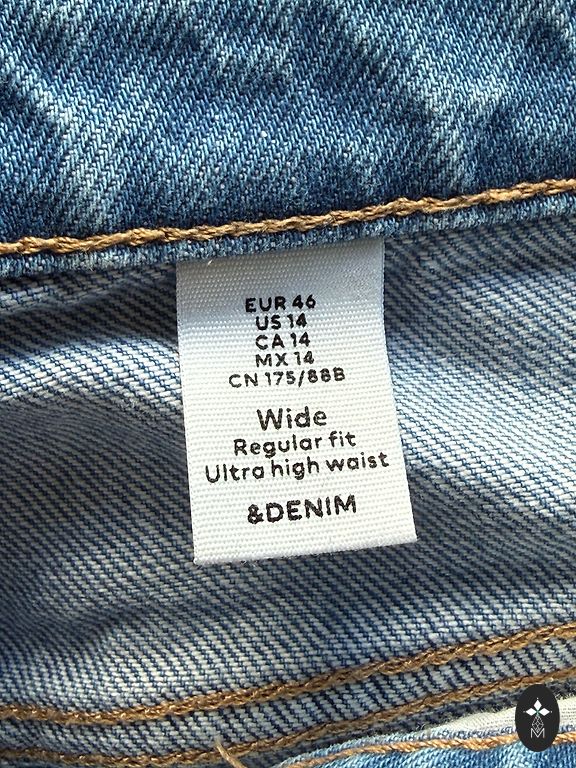 EUR 46
US 14
CA 14
MX 14
CN 175/88B
Wide
Regular fit
Ultra high waist
&DENIM
M